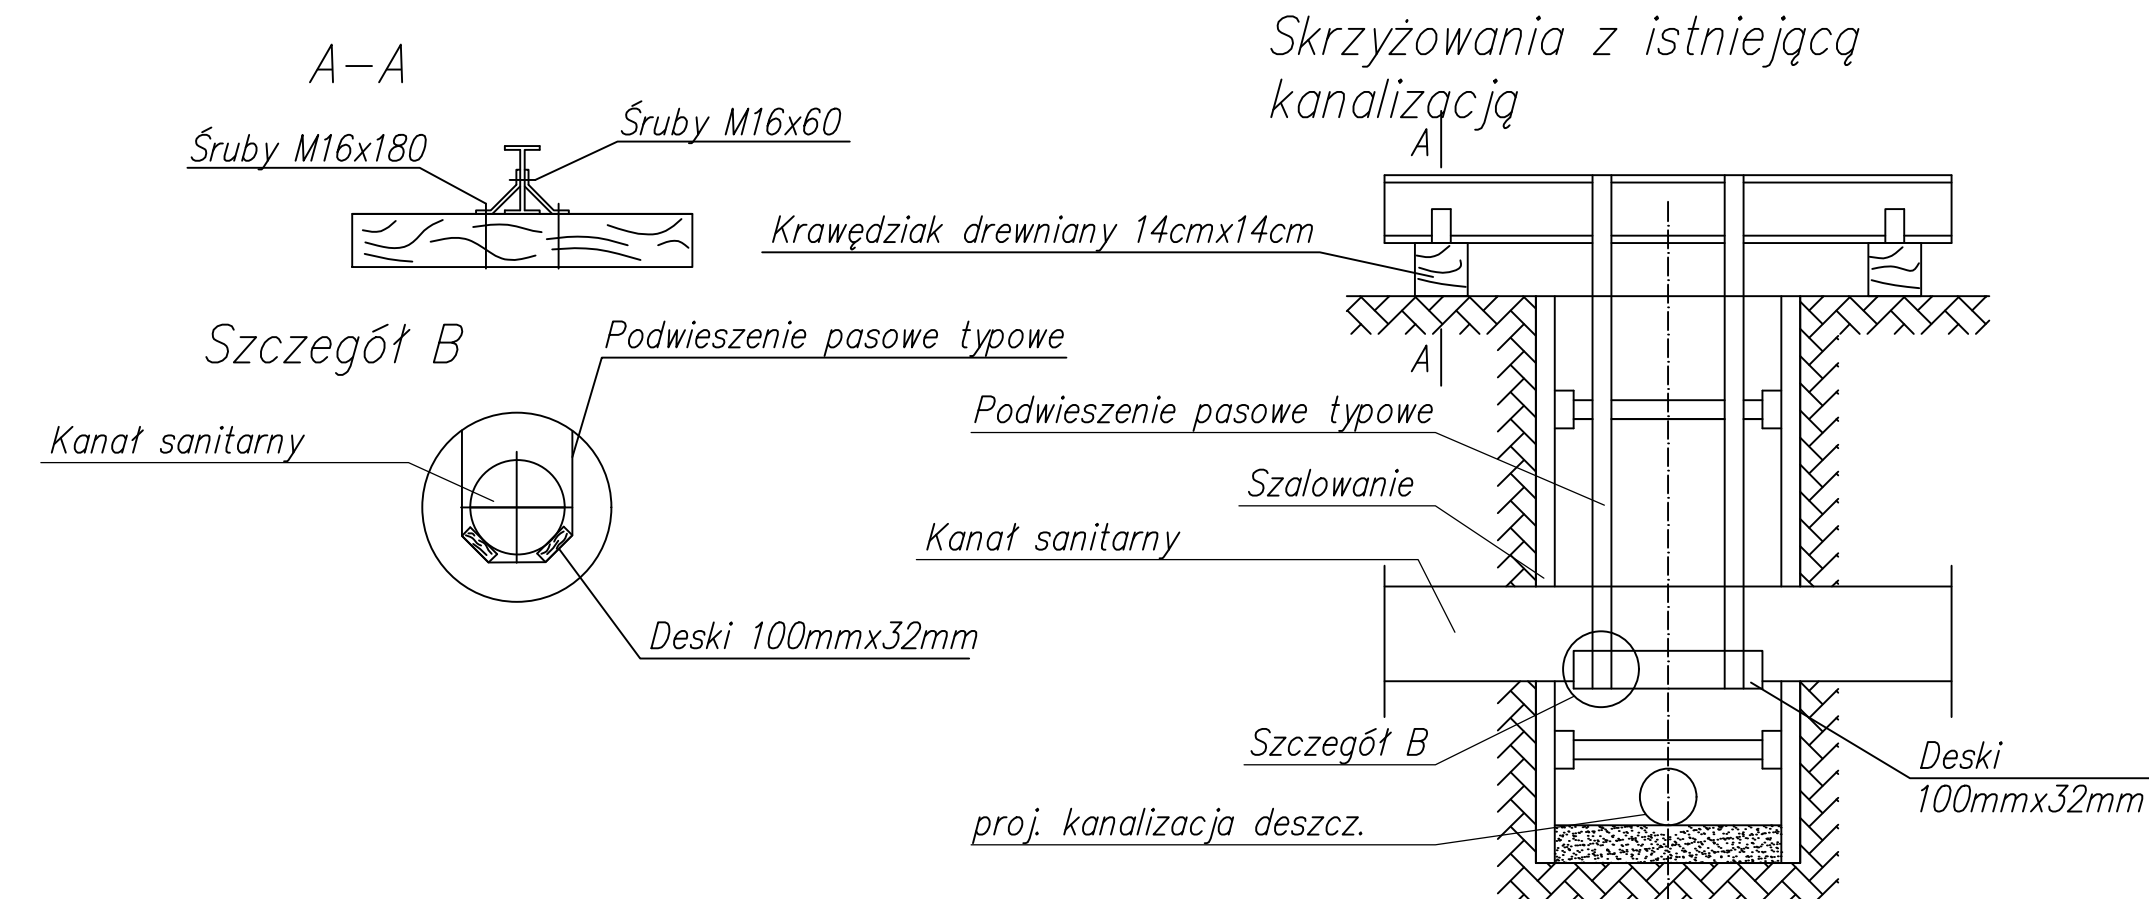 A-A
Śruby M16x60
Śruby M16x180
Szczegół B
Podwieszenie pasowe typowe
Kanał sanitarny
Deski 100mmx32mm
Skrzyżowania z istniejącą
kanalizacją
A
Krawędziak drewniany 14cmx14cm
A
Podwieszenie pasowe typowe
Szalowanie
Kanał sanitarny
Szczegół B
Deski
100mmx32mm
proj. kanalizacja deszcz.